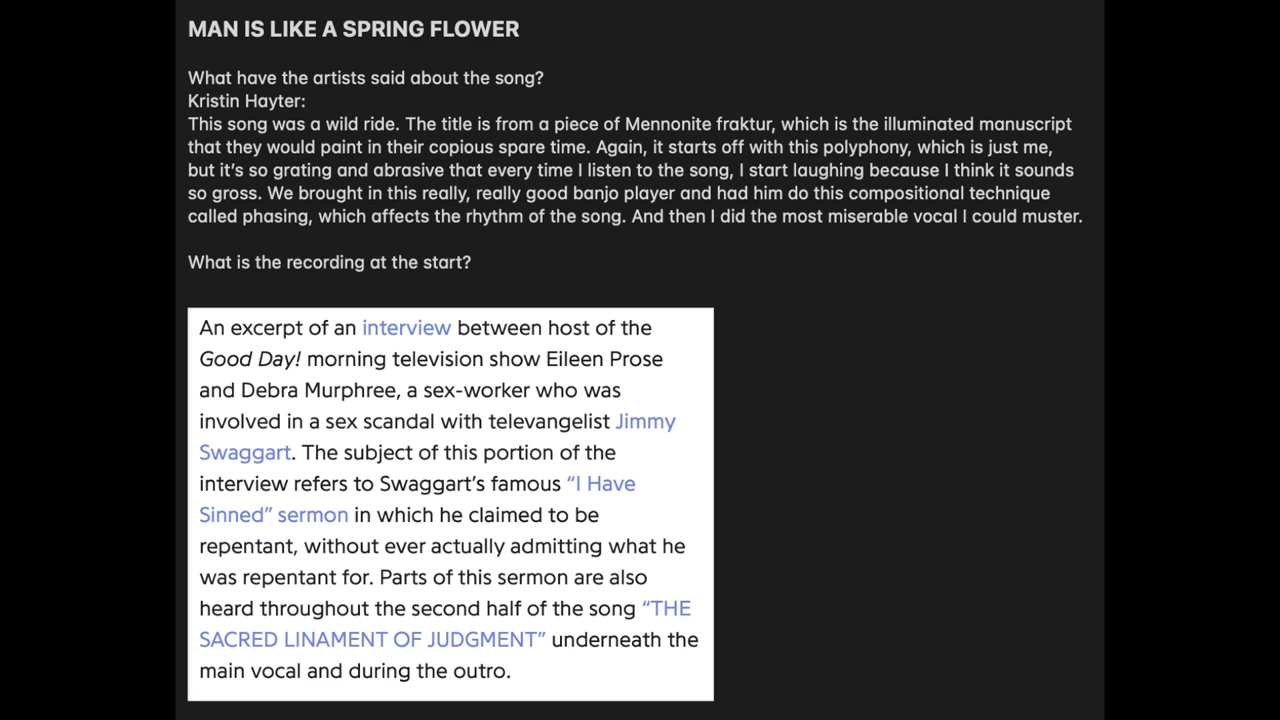 MAN IS LIKE A SPRING FLOWER
What have the artists said about the song?
Kristin Hayter:
This song was a wild ride. The title is from a piece of Mennonite fraktur, which is the illuminated manuscript
that they would paint in their copious spare time. Again, it starts off with this polyphony, which is just me,
but it's so grating and abrasive that every time I listen to the song, I start laughing because I think it sounds
so gross. We brought in this really, really good banjo player and had him do this compositional technique
called phasing, which affects the rhythm of the song. And then I did the most miserable vocal I could muster.
What is the recording at the start?
An excerpt of an interview between host of the
Good Day! morning television show Eileen Prose
and Debra Murphree, a sex-worker who was
involved in a sex scandal with televangelist Jimmy
Swaggart. The subject of this portion of the
interview refers to Swaggart's famous “I Have
Sinned” sermon in which he claimed to be
repentant, without ever actually admitting what he
was repentant for. Parts of this sermon are also
heard throughout the second half of the song “THE
SACRED LINAMENT OF JUDGMENT” underneath the
main vocal and during the outro.